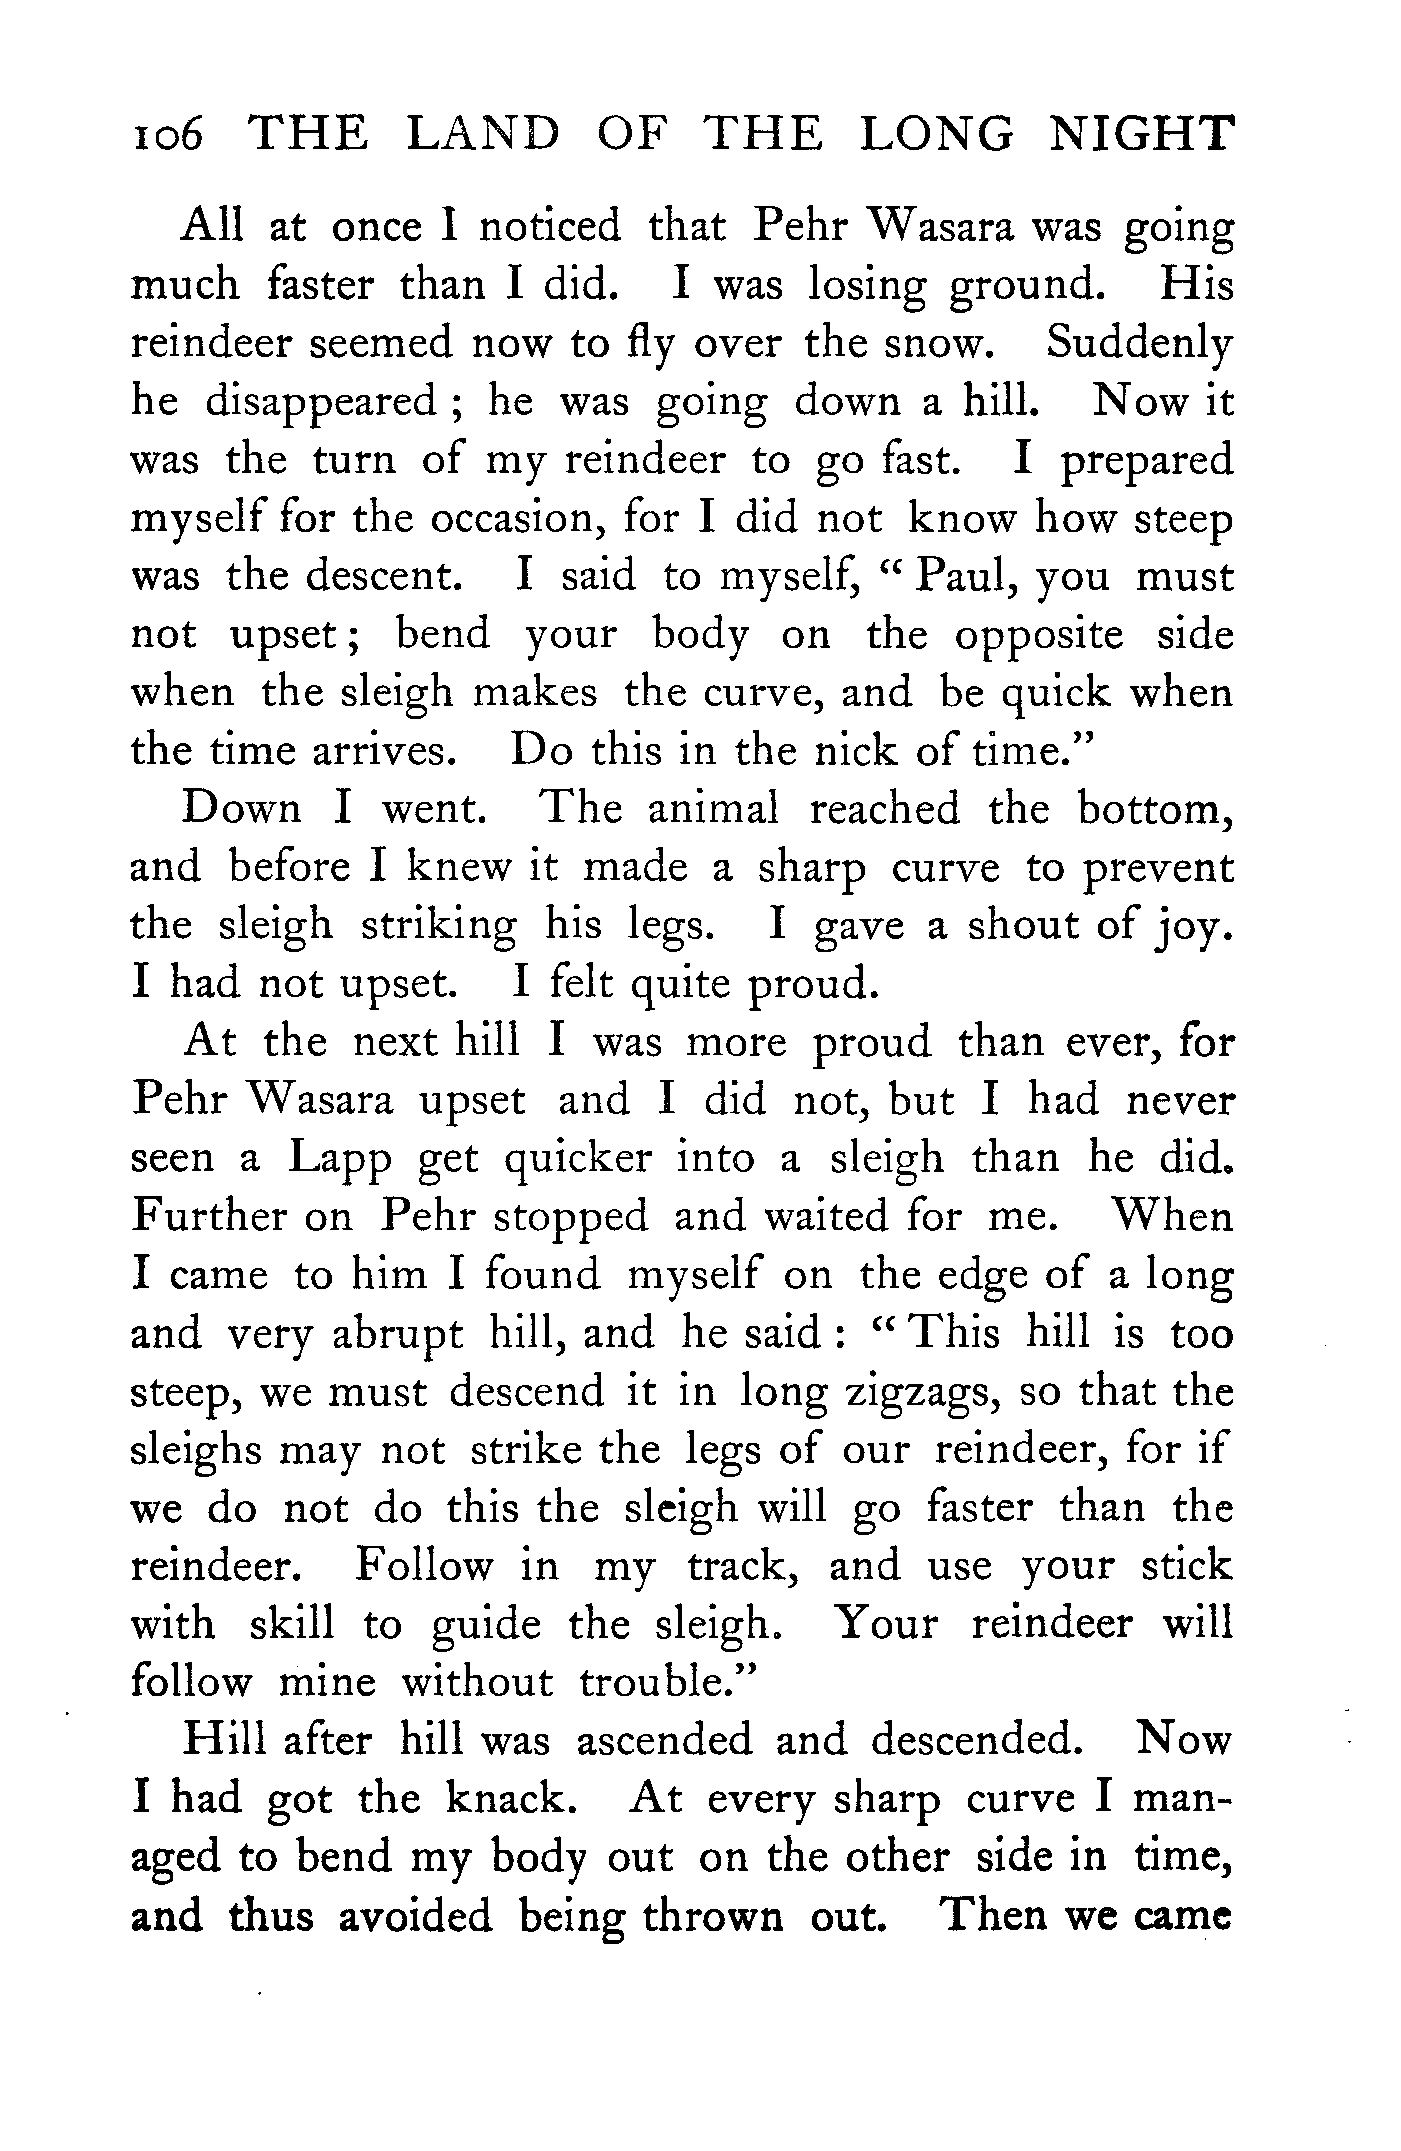 106 THE LAND OF THE LONG NIGHT
All at once I noticed that Pehr Wasara was going
much faster than I did. I was losing ground. His
reindeer seemed now to fly over the snow. Suddenly
he disappeared ; he was going down a hill. Now it
was the turn of my reindeer to go fast. I prepared
myself for the occasion, for I did not know how steep
was the descent. I said to myself, “ Paul, you must
not upset ; bend your body on the opposite side
when the sleigh makes the curve, and be quick when
the time arrives. Do this in the nick of time.”
Down I went. The animal reached the bottom,
and before I knew it made a sharp curve to prevent
the sleigh striking his legs. I gave a shout of joy.
I had not upset. I felt quite proud.
At the next hill I was more proud than ever, for
Pehr Wasara upset and I did not, but I had never
seen a Lapp get quicker into a sleigh than he did.
Further on Pehr stopped and waited for me. When
I came to him I found myself on the edge of a long
and very abrupt hill, and he said : “ This hill is too
steep, we must descend it in long zigzags, so that the
sleighs may not strike the legs of our reindeer, for if
we do not do this the sleigh will go faster than the
reindeer. Follow in my track, and use your stick
with skill to guide the sleigh. Your reindeer will
follow mine without trouble.”
Hill after hill was ascended and descended. Now
I had got the knack. At every sharp curve I man-
aged to bend my body out on the other side in time,
and thus avoided being thrown out. Then we came